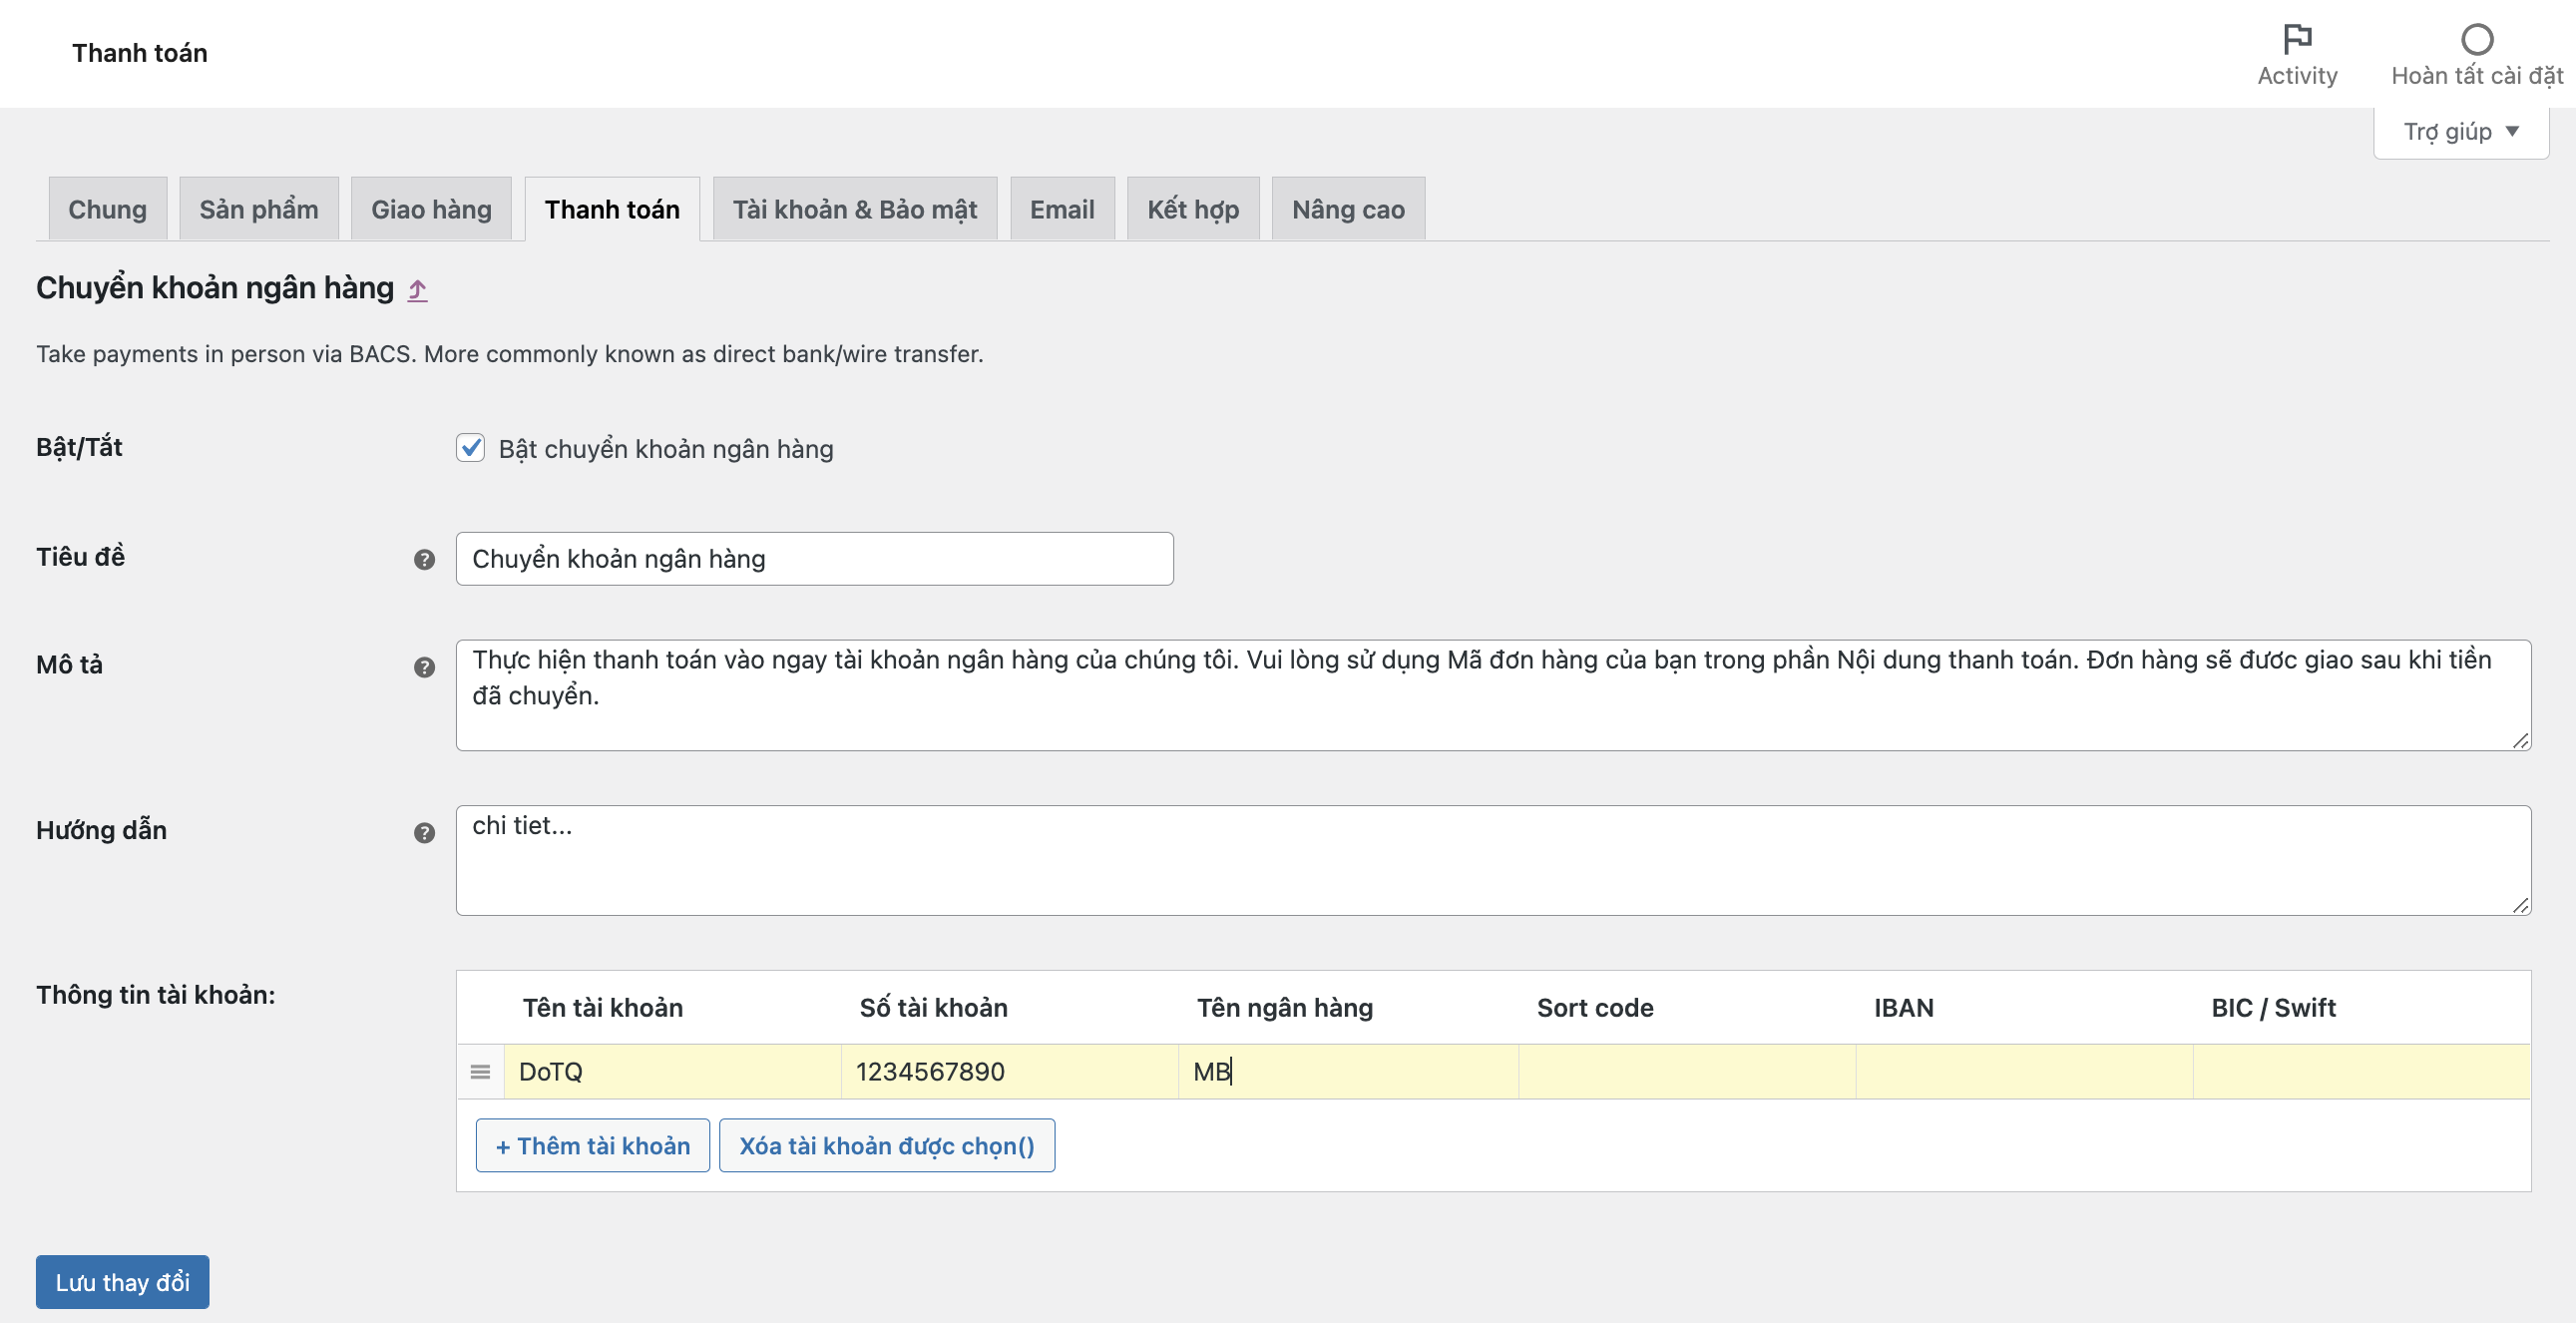 Thanh toán
Activity
Hoàn tất cài đặt
Trợ giúp
Chung
Sản phẩm
Giao hàng
Thanh toán
Tài khoản & Bảo mật
Email
Kết hợp
Nâng cao
Chuyển khoản ngân hàng
Take payments in person via BACS. More commonly known as direct bank/wire transfer.
Bật/Tắt
Bật chuyển khoản ngân hàng
Tiêu đề
Chuyển khoản ngân hàng
Mô tả
Thực hiện thanh toán vào ngay tài khoản ngân hàng của chúng tôi. Vui lòng sử dụng Mã đơn hàng của bạn trong phần Nội dung thanh toán. Đơn hàng sẽ đươc giao sau khi tiền
đã chuyển.
Hướng dẫn
chi tiet...
Thông tin tài khoản:
Tên tài khoản Số tài khoản Tên ngân hàng Sort code IBAN BIC / Swift
DoTQ 1234567890 MB
+ Thêm tài khoản
Xóa tài khoản được chọn()
Lưu thay đổi